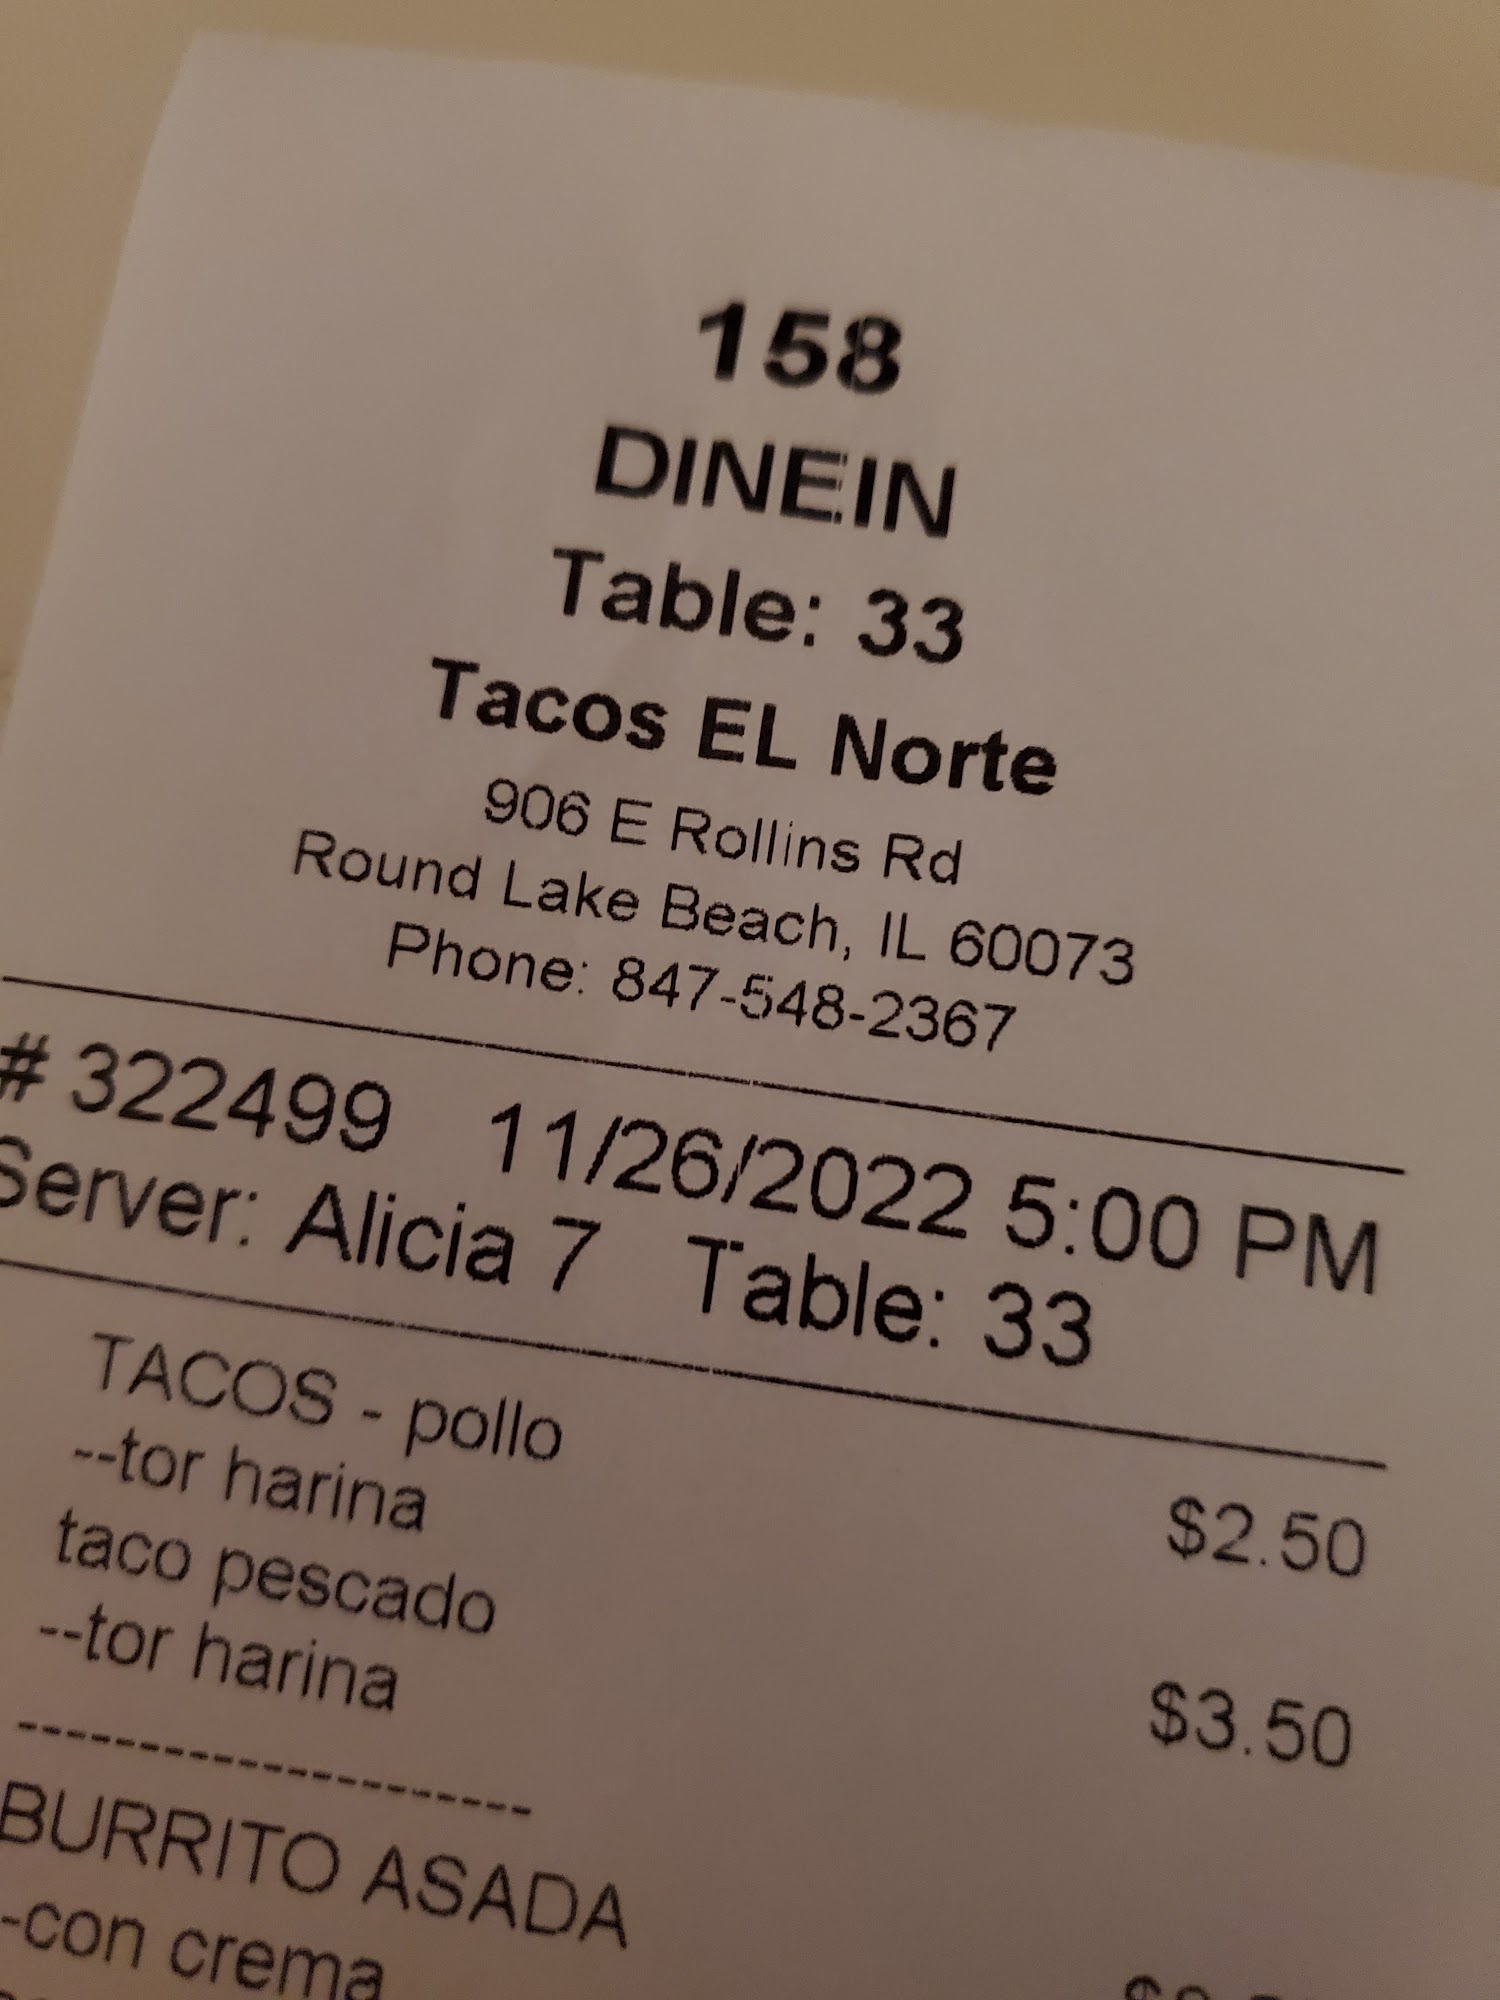 158
DINEIN
Table: 33
Tacos EL Norte
906 E Rollins Rd
Round Lake Beach, IL 60073
Phone: 847-548-2367
# 322499 11/26/2022 5:00 PM
Server: Alicia 7 Table: 33
TACOS - pollo $2.50
--tor harina
taco pescado $3.50
--tor harina
----------------------
BURRITO ASADA
-con crema